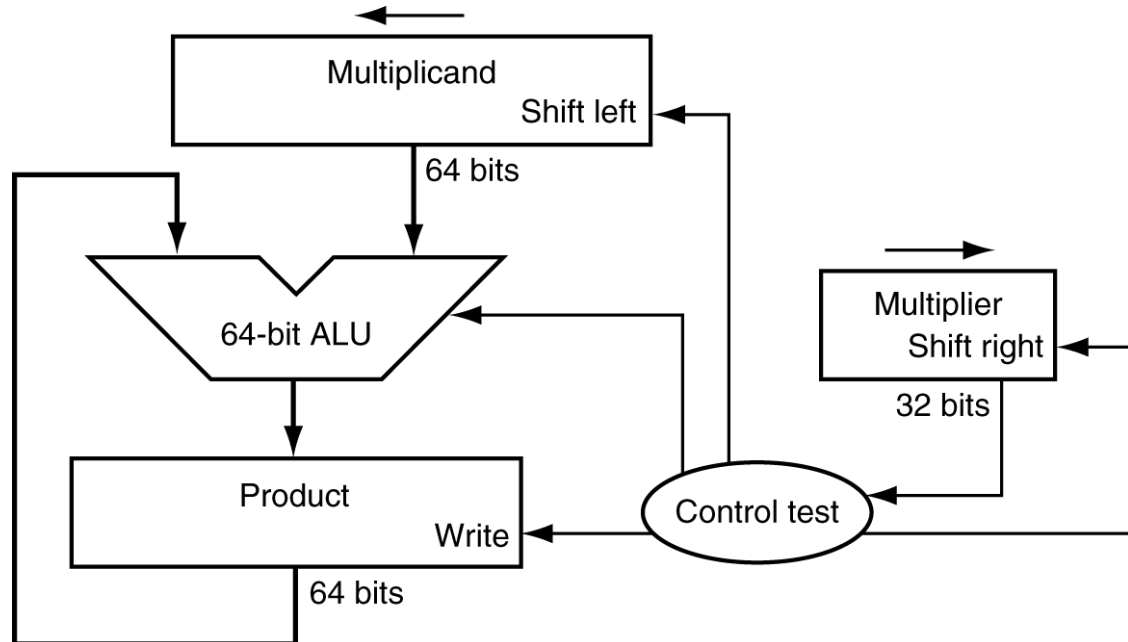 Multiplicand
Shift left
64 bits
64-bit ALU
Multiplier
Shift right
32 bits
Product
Write
Control test
64 bits